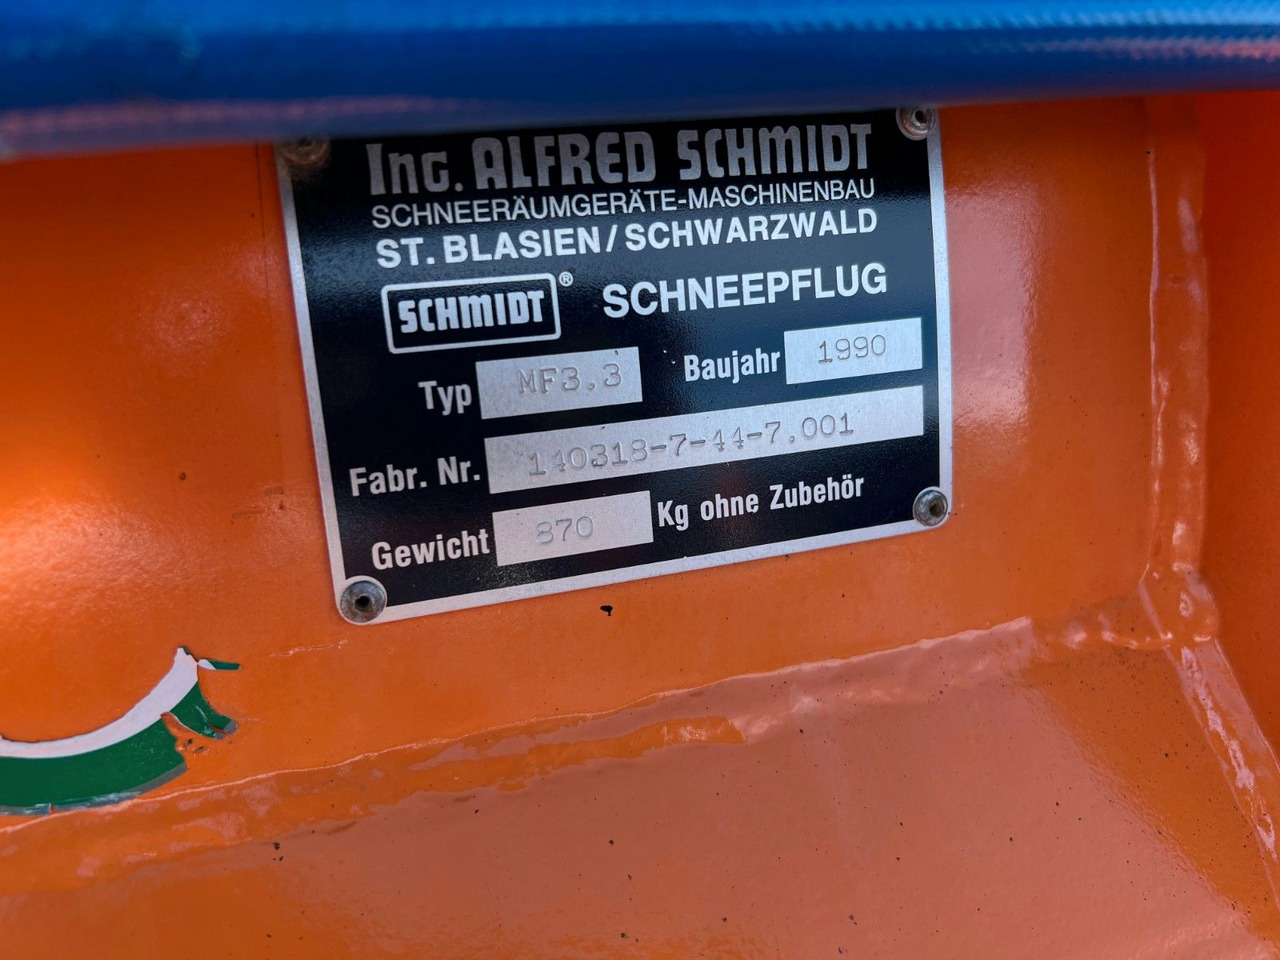 Ing. ALFRED SCHMIDT
SCHNEERÄUMGERÄTE-MASCHINENBAU
ST. BLASIEN/SCHWARZWALD
SCHMIDT® SCHNEEPFLUG
Typ MF3.3 Baujahr 1990
Fabr. Nr. 140318-7-44-7.001
Gewicht 870 Kg ohne Zubehör